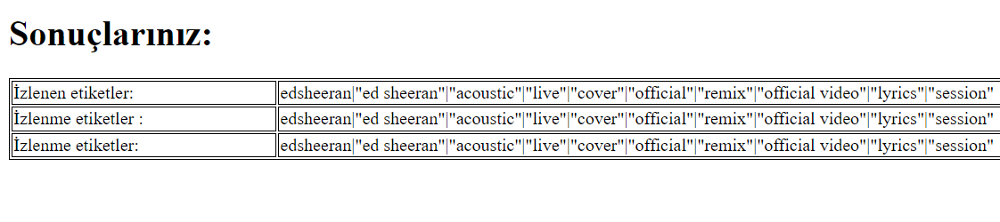 Sonuçlarınız:
İzlenen etiketler: edsheeran|"ed sheeran"|"acoustic"|"live"|"cover"|"official"|"remix"|"official video"|"lyrics"|"session"
İzlenme etiketler : edsheeran|"ed sheeran"|"acoustic"|"live"|"cover"|"official"|"remix"|"official video"|"lyrics"|"session"
İzlenme etiketler: edsheeran|"ed sheeran"|"acoustic"|"live"|"cover"|"official"|"remix"|"official video"|"lyrics"|"session"